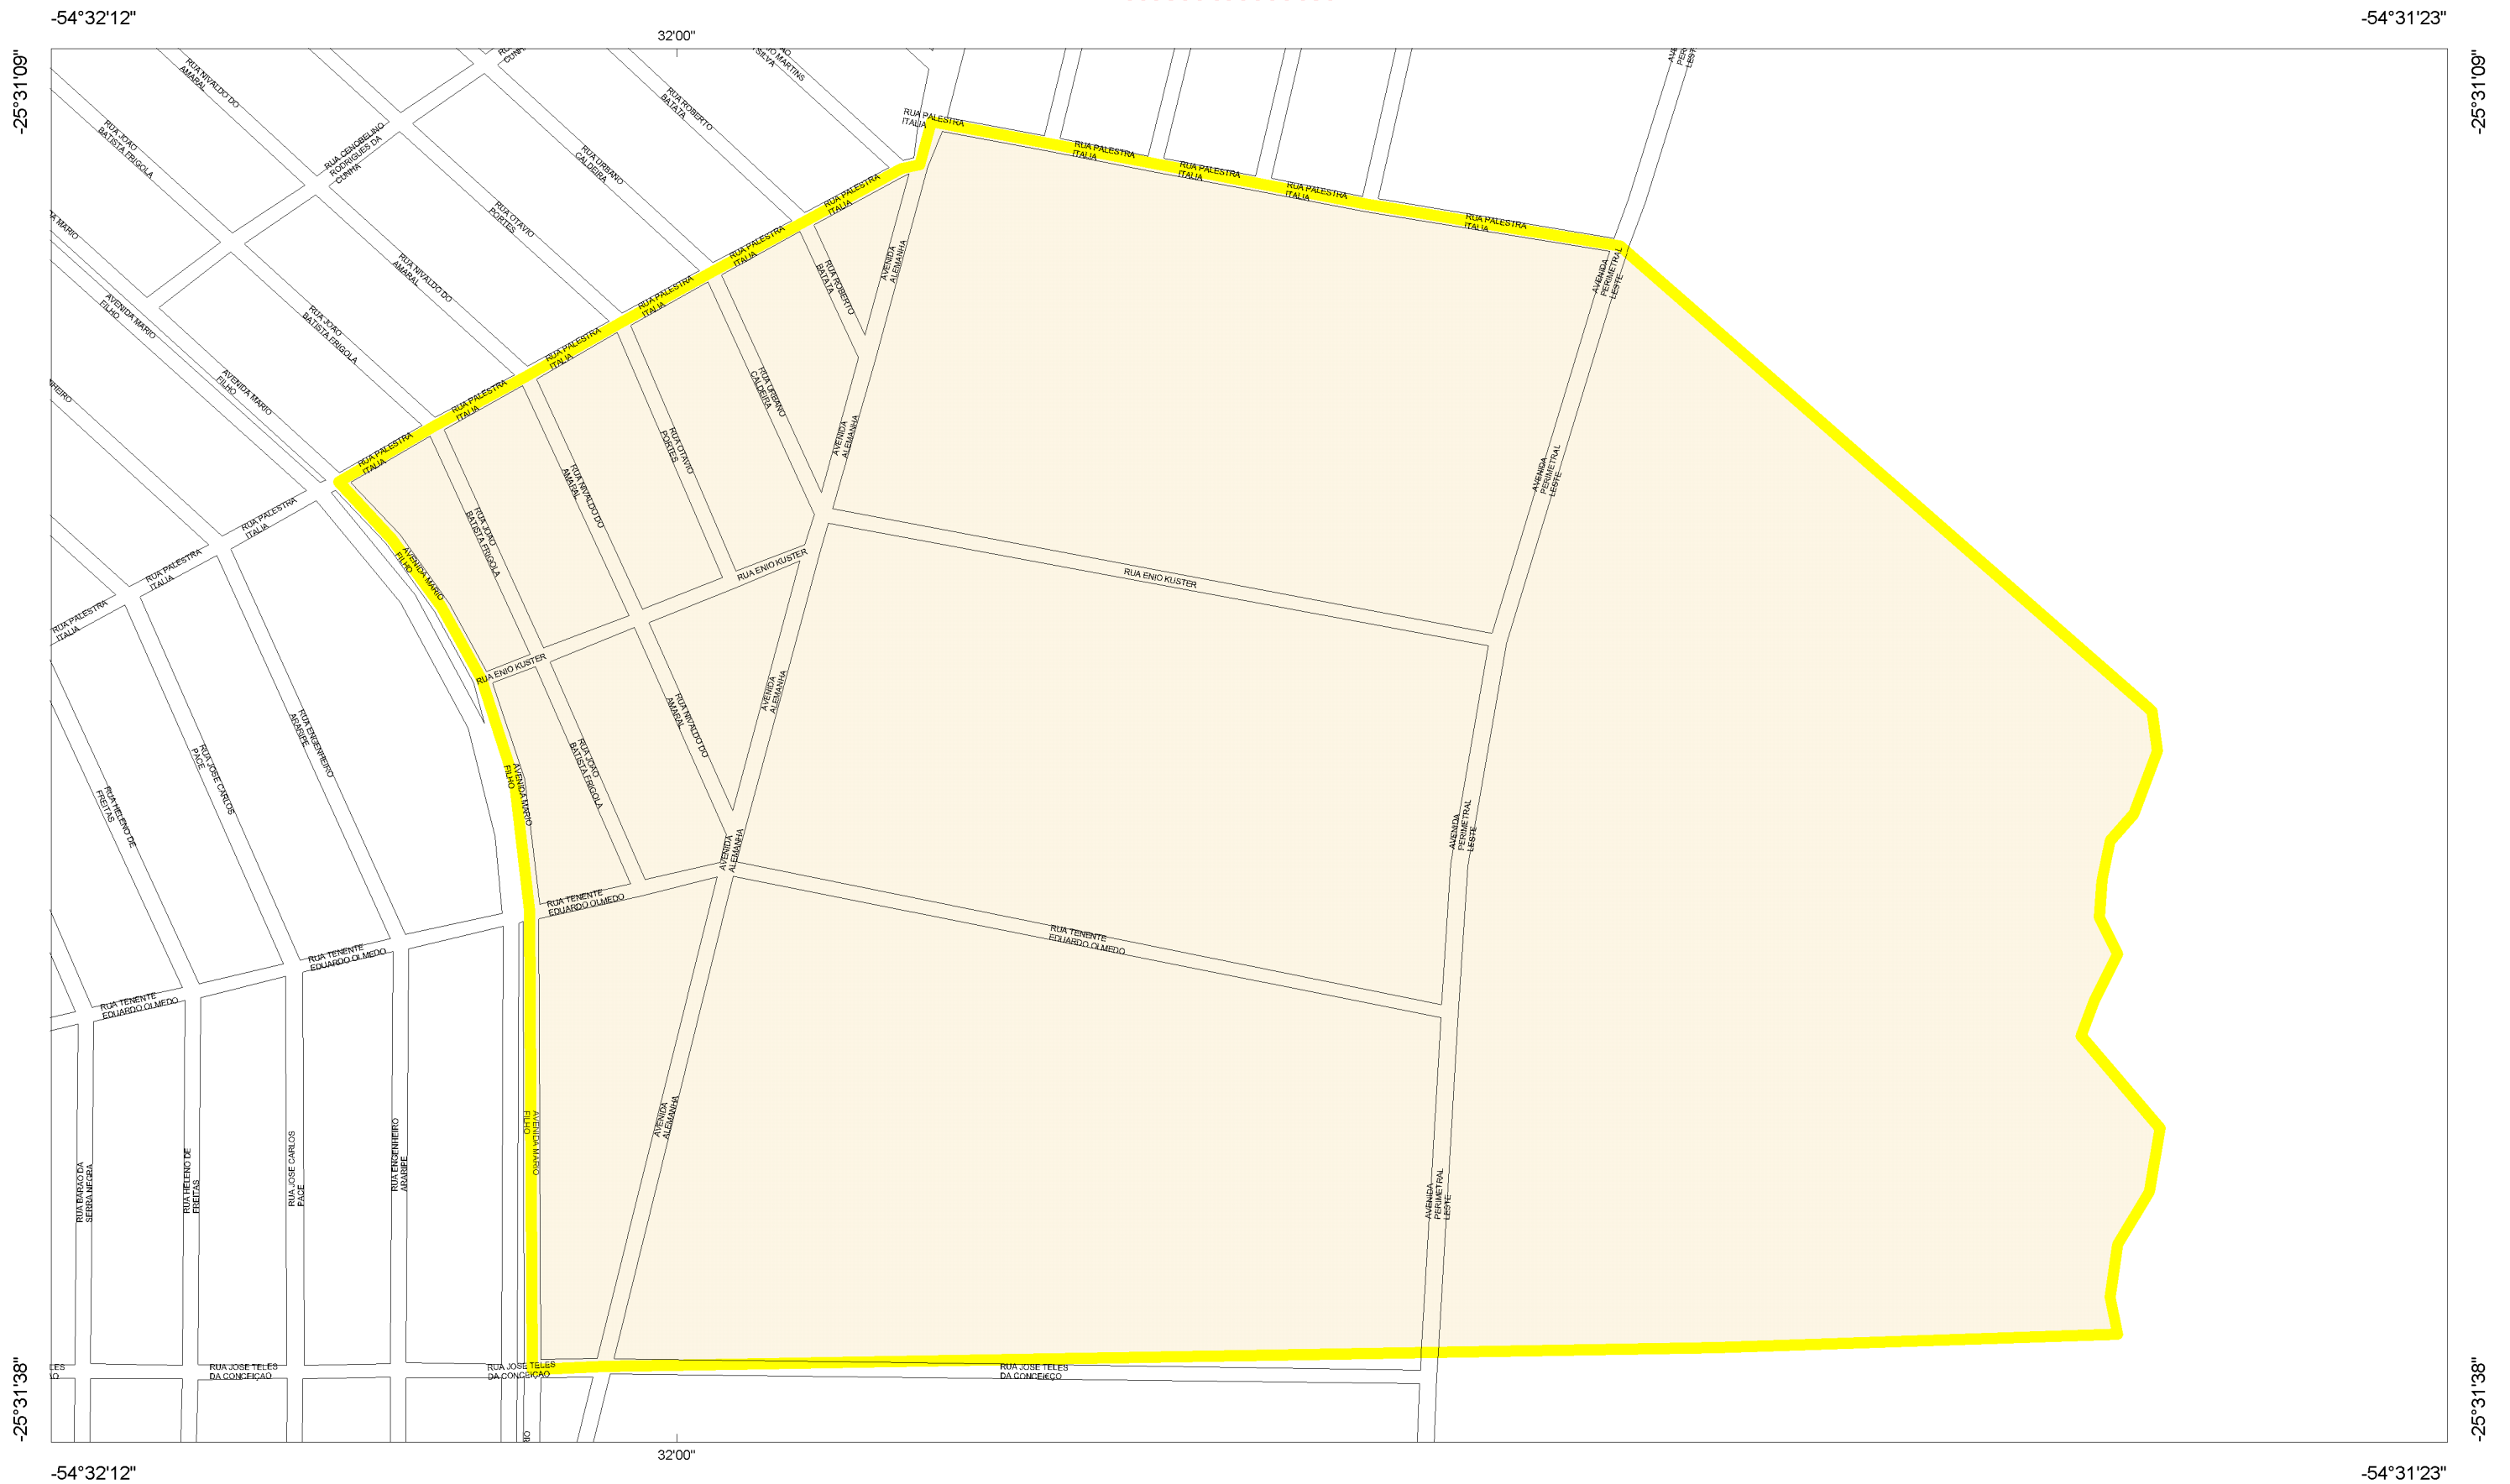 -54°32'12"
-54°31'23"
32'00"
-25°31'09"
-25°31'09"
RUA NIVALDO DO
AMARAL
RUA JOAO
BATISTA FRIGOLA
RUA CENOBELINO
RODRIGUES DA
CUNHA
RUA ROBERTO
BATATA
RUA URBANO
CALDEIRA
RUA OTAVIO
PORTES
RUA NIVALDO DO
AMARAL
RUA JOAO
BATISTA FRIGOLA
AVENIDA MARIO
FILHO
AVENIDA MARIO
FILHO
RUA PALESTRA
ITALIA
RUA PALESTRA
ITALIA
RUA PALESTRA
ITALIA
RUA PALESTRA
ITALIA
RUA PALESTRA
ITALIA
RUA PALESTRA
ITALIA
RUA PALESTRA
ITALIA
RUA PALESTRA
ITALIA
RUA PALESTRA
ITALIA
RUA PALESTRA
ITALIA
RUA PALESTRA
ITALIA
RUA PALESTRA
ITALIA
RUA PALESTRA
ITALIA
RUA PALESTRA
ITALIA
AVENIDA
PERIMETRAL
LESTE
AVENIDA
ALEMANHA
RUA ROBERTO
BATATA
RUA URBANO
CALDEIRA
AVENIDA
ALEMANHA
RUA OTAVIO
PORTES
RUA NIVALDO DO
AMARAL
RUA JOAO
BATISTA FRIGOLA
AVENIDA MARIO
FILHO
AVENIDA
PERIMETRAL
LESTE
RUA ENIO KUSTER
RUA ENIO KUSTER
RUA ENIO KUSTER
AVENIDA
ALEMANHA
RUA NIVALDO DO
AMARAL
RUA JOAO
BATISTA FRIGOLA
AVENIDA MARIO
FILHO
RUA ENGENHEIRO
ARARIPE
RUA JOSE CARLOS
PACE
RUA HELENO DE
FREITAS
AVENIDA
PERIMETRAL
LESTE
AVENIDA
ALEMANHA
RUA TENENTE
EDUARDO OLMEDO
RUA TENENTE
EDUARDO OLMEDO
RUA TENENTE
EDUARDO OLMEDO
RUA TENENTE
EDUARDO OLMEDO
AVENIDA
ALEMANHA
AVENIDA MARIO
FILHO
RUA ENGENHEIRO
ARARIPE
RUA JOSE CARLOS
PACE
RUA HELENO DE
FREITAS
RUA BARAO DA
SERRA NEGRA
AVENIDA
PERIMETRAL
LESTE
RUA JOSE TELES
DA CONCEIÇAO
RUA JOSE TELES
DA CONCEIÇAO
RUA JOSE TELES
DA CONCEIEÇO
-25°31'38"
-25°31'38"
32'00"
-54°32'12"
-54°31'23"